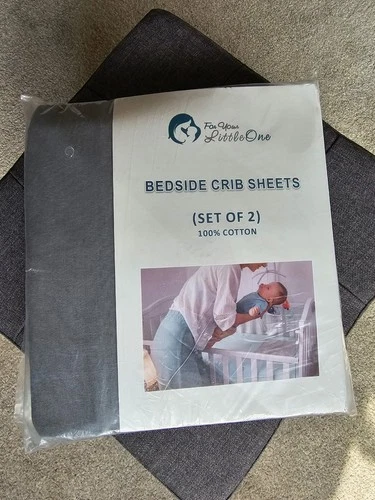 For Your
LittleOne
BEDSIDE CRIB SHEETS
(SET OF 2)
100% COTTON